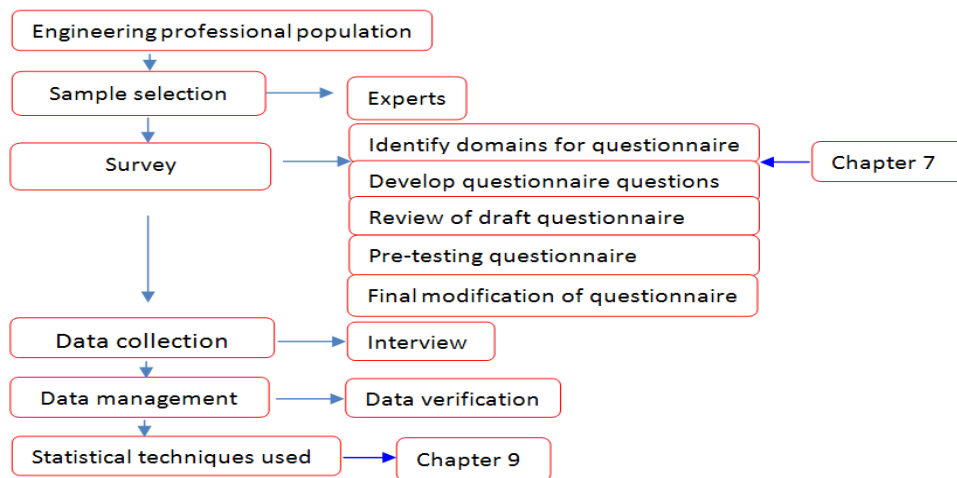 Engineering professional population
Sample selection
Experts
Survey
Identify domains for questionnaire
Chapter 7
Develop questionnaire questions
Review of draft questionnaire
Pre-testing questionnaire
Final modification of questionnaire
Data collection
Interview
Data management
Data verification
Statistical techniques used
Chapter 9